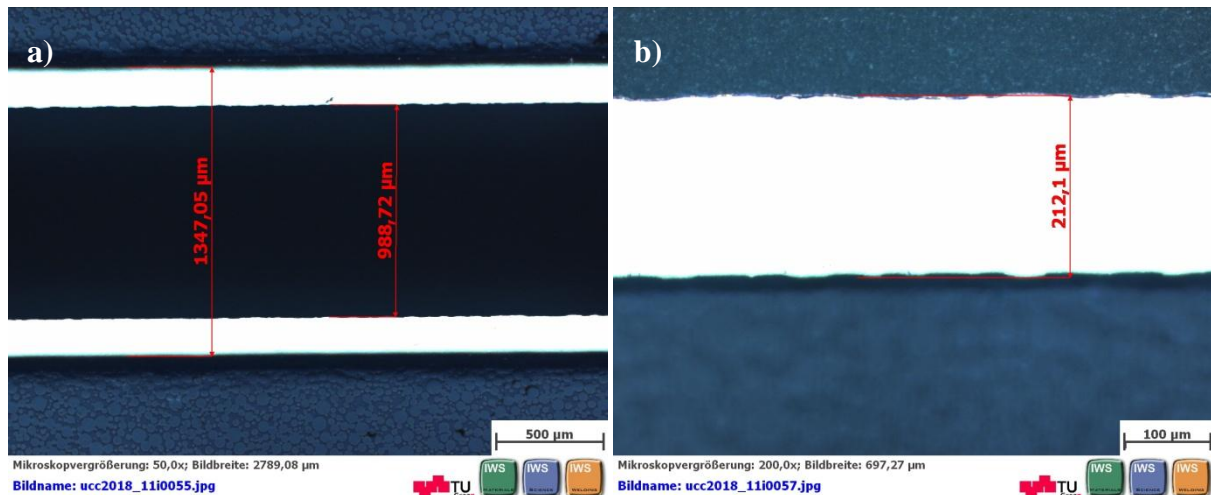 a)
1347,05 µm
988,72 µm
500 µm
Mikroskopvergrößerung: 50,0x; Bildbreite: 2789,08 µm
Bildname: ucc2018_11i0055.jpg
TU
IWS
IWS
IWS
b)
212,1 µm
100 µm
Mikroskopvergrößerung: 200,0x; Bildbreite: 697,27 µm
Bildname: ucc2018_11i0057.jpg
TU
IWS
IWS
IWS